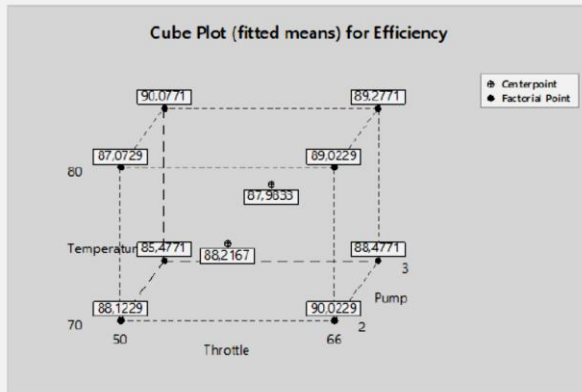 Cube Plot (fitted means) for Efficiency
Centerpoint
Factorial Point
90,0771
89,2771
87,0729
89,0229
80
87,9833
Temperatur
85,4771
88,2167
88,4771
3
Pump
88,1229
90,0229
70
2
50
66
Throttle